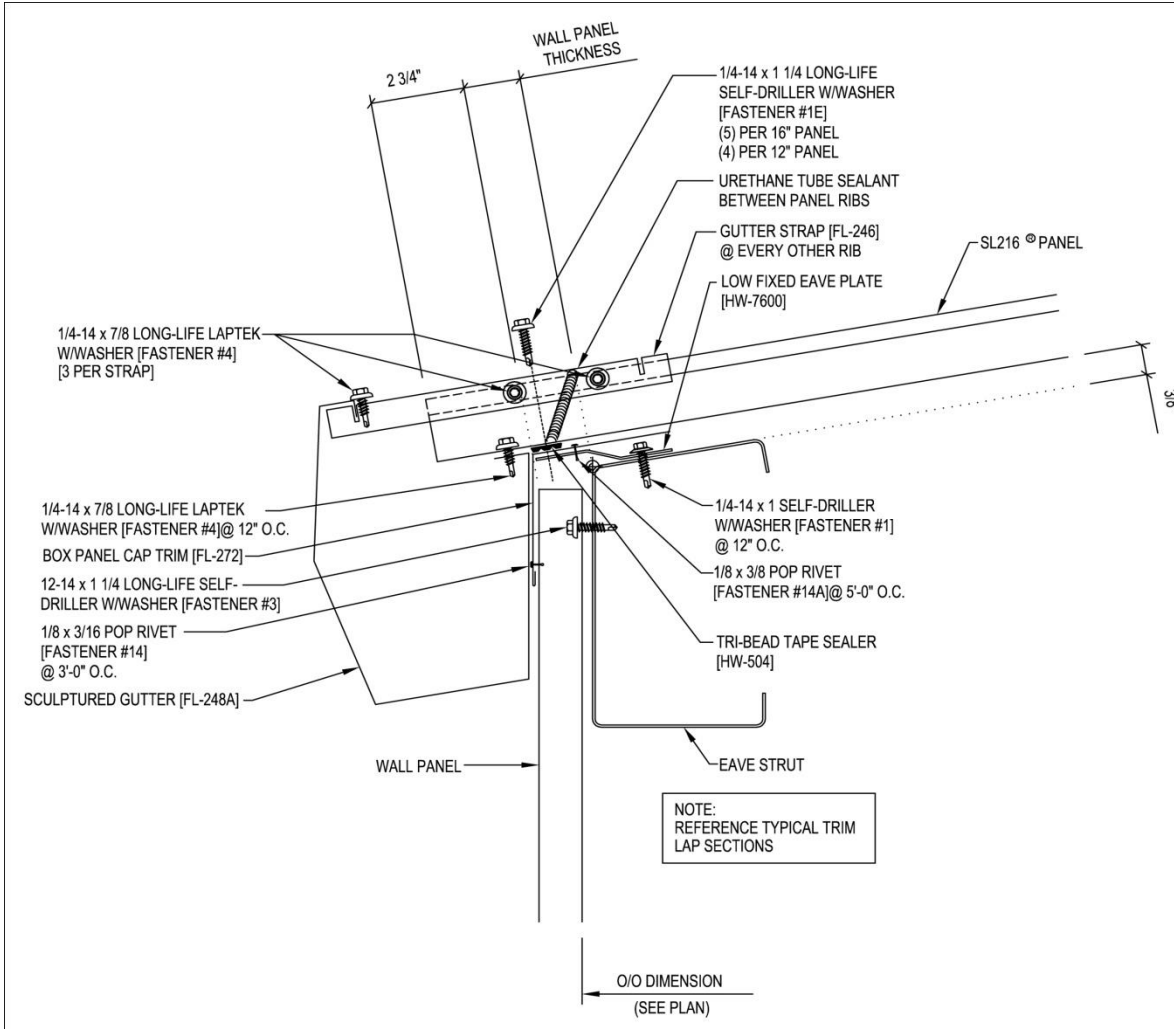 WALL PANEL
THICKNESS
2 3/4"
1/4-14 x 1 1/4 LONG-LIFE
SELF-DRILLER W/WASHER
[FASTENER #1E]
(5) PER 16" PANEL
(4) PER 12" PANEL
URETHANE TUBE SEALANT
BETWEEN PANEL RIBS
GUTTER STRAP [FL-246]
@ EVERY OTHER RIB
SL216 ® PANEL
LOW FIXED EAVE PLATE
[HW-7600]
1/4-14 x 7/8 LONG-LIFE LAPTEK
W/WASHER [FASTENER #4]
[3 PER STRAP]
1/4-14 x 7/8 LONG-LIFE LAPTEK
W/WASHER [FASTENER #4]@ 12" O.C.
BOX PANEL CAP TRIM [FL-272]
12-14 x 1 1/4 LONG-LIFE SELF-
DRILLER W/WASHER [FASTENER #3]
1/8 x 3/16 POP RIVET
[FASTENER #14]
@ 3'-0" O.C.
SCULPTURED GUTTER [FL-248A]
1/4-14 x 1 SELF-DRILLER
W/WASHER [FASTENER #1]
@ 12" O.C.
1/8 x 3/8 POP RIVET
[FASTENER #14A]@ 5'-0" O.C.
TRI-BEAD TAPE SEALER
[HW-504]
WALL PANEL
EAVE STRUT
NOTE:
REFERENCE TYPICAL TRIM
LAP SECTIONS
O/O DIMENSION
(SEE PLAN)